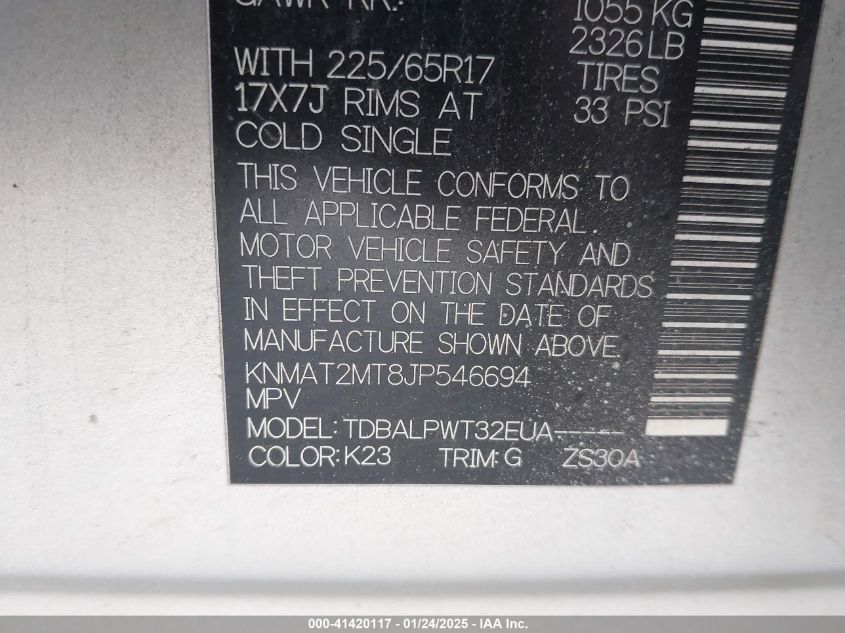 GAWR RR: 1055 KG
2326 LB
WITH 225/65R17 TIRES
17X7J RIMS AT 33 PSI
COLD SINGLE
THIS VEHICLE CONFORMS TO
ALL APPLICABLE FEDERAL.
MOTOR VEHICLE SAFETY AND
THEFT PREVENTION STANDARDS
IN EFFECT ON THE DATE OF
MANUFACTURE SHOWN ABOVE.
KNMAT2MT8JP546694
MPV
MODEL: TDBALPWT32EUA-----
COLOR: K23 TRIM: G ZS30A
000-41420117 - 01/24/2025 - IAA Inc.